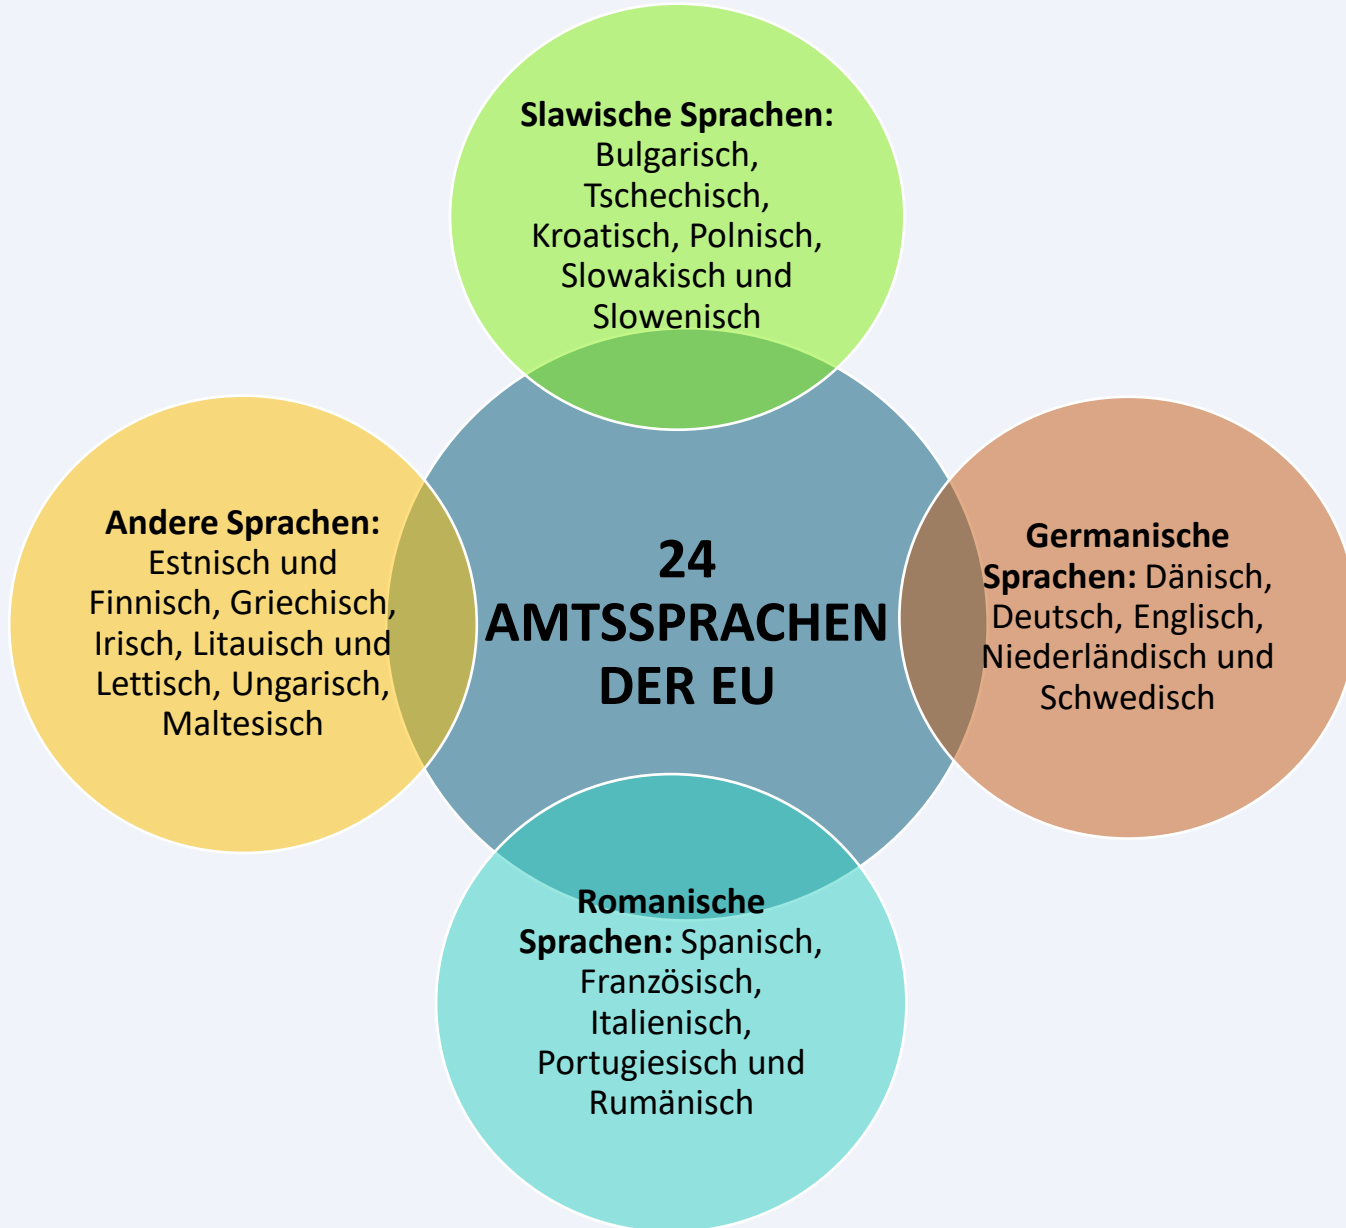 Slawische Sprachen:
Bulgarisch,
Tschechisch,
Kroatisch, Polnisch,
Slowakisch und
Slowenisch
Andere Sprachen:
Estnisch und
Finnisch, Griechisch,
Irisch, Litauisch und
Lettisch, Ungarisch,
Maltesisch
24
AMTSSPRACHEN
DER EU
Germanische
Sprachen: Dänisch,
Deutsch, Englisch,
Niederländisch und
Schwedisch
Romanische
Sprachen: Spanisch,
Französisch,
Italienisch,
Portugiesisch und
Rumänisch